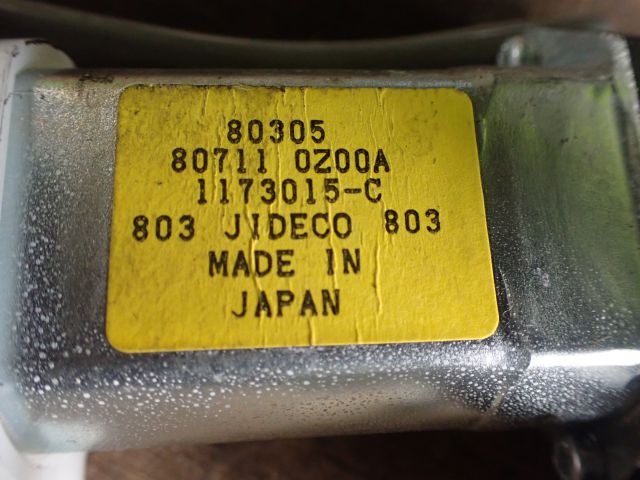 80305
80711 0Z00A
1173015-C
803 JIDECO 803
MADE IN
JAPAN